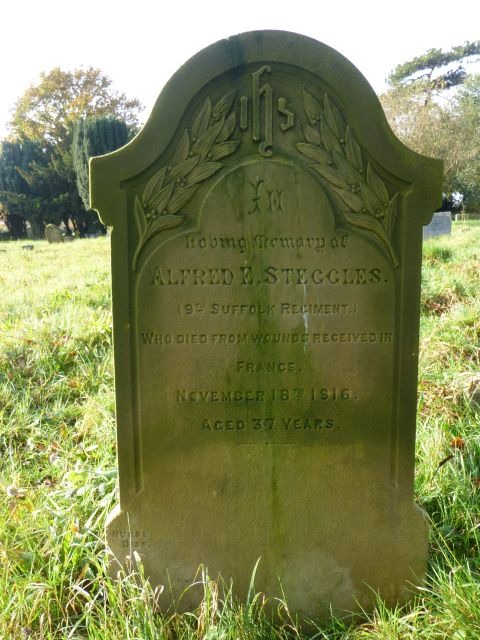 IHS
In
Loving Memory of
ALFRED E. STEGGLES.
(9TH SUFFOLK REGIMENT.)
WHO DIED FROM WOUNDS RECEIVED IN
FRANCE.
NOVEMBER 18TH 1916.
AGED 37 YEARS.